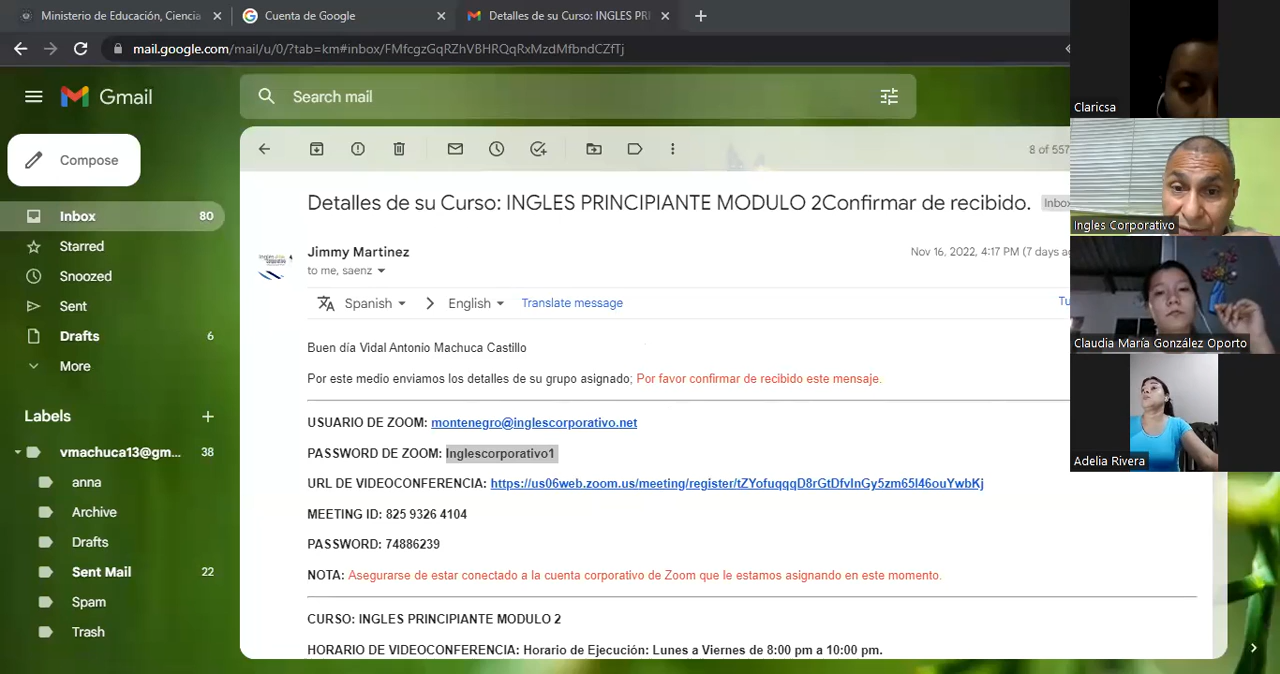 Ministerio de Educación, Ciencia
Cuenta de Google
Detalles de su Curso: INGLES PRI
mail.google.com/mail/u/0/?tab=km#inbox/FMfcgzGqRZhVBHRQqRxMzdMfbndCZfTj
Gmail
Search mail
Compose
8 of 557
Inbox 80
Starred
Snoozed
Sent
Drafts 6
More
Labels
vmachuca13@gm... 38
anna
Archive
Drafts
Sent Mail 22
Spam
Trash
Detalles de su Curso: INGLES PRINCIPIANTE MODULO 2Confirmar de recibido. Inbox
Jimmy Martinez
Nov 16, 2022, 4:17 PM (7 days ag
to me, saenz
Spanish > English Translate message
Tu
Buen día Vidal Antonio Machuca Castillo
Por este medio enviamos los detalles de su grupo asignado; Por favor confirmar de recibido este mensaje.
USUARIO DE ZOOM: montenegro@inglescorporativo.net
PASSWORD DE ZOOM: Inglescorporativo1
URL DE VIDEOCONFERENCIA: https://us06web.zoom.us/meeting/register/tZYofuqqqD8rGtDfvInGy5zm65l46ouYwbKj
MEETING ID: 825 9326 4104
PASSWORD: 74886239
NOTA: Asegurarse de estar conectado a la cuenta corporativo de Zoom que le estamos asignando en este momento.
CURSO: INGLES PRINCIPIANTE MODULO 2
HORARIO DE VIDEOCONFERENCIA: Horario de Ejecución: Lunes a Viernes de 8:00 pm a 10:00 pm.
Claricsa
Ingles Corporativo
Claudia María González Oporto
Adelia Rivera